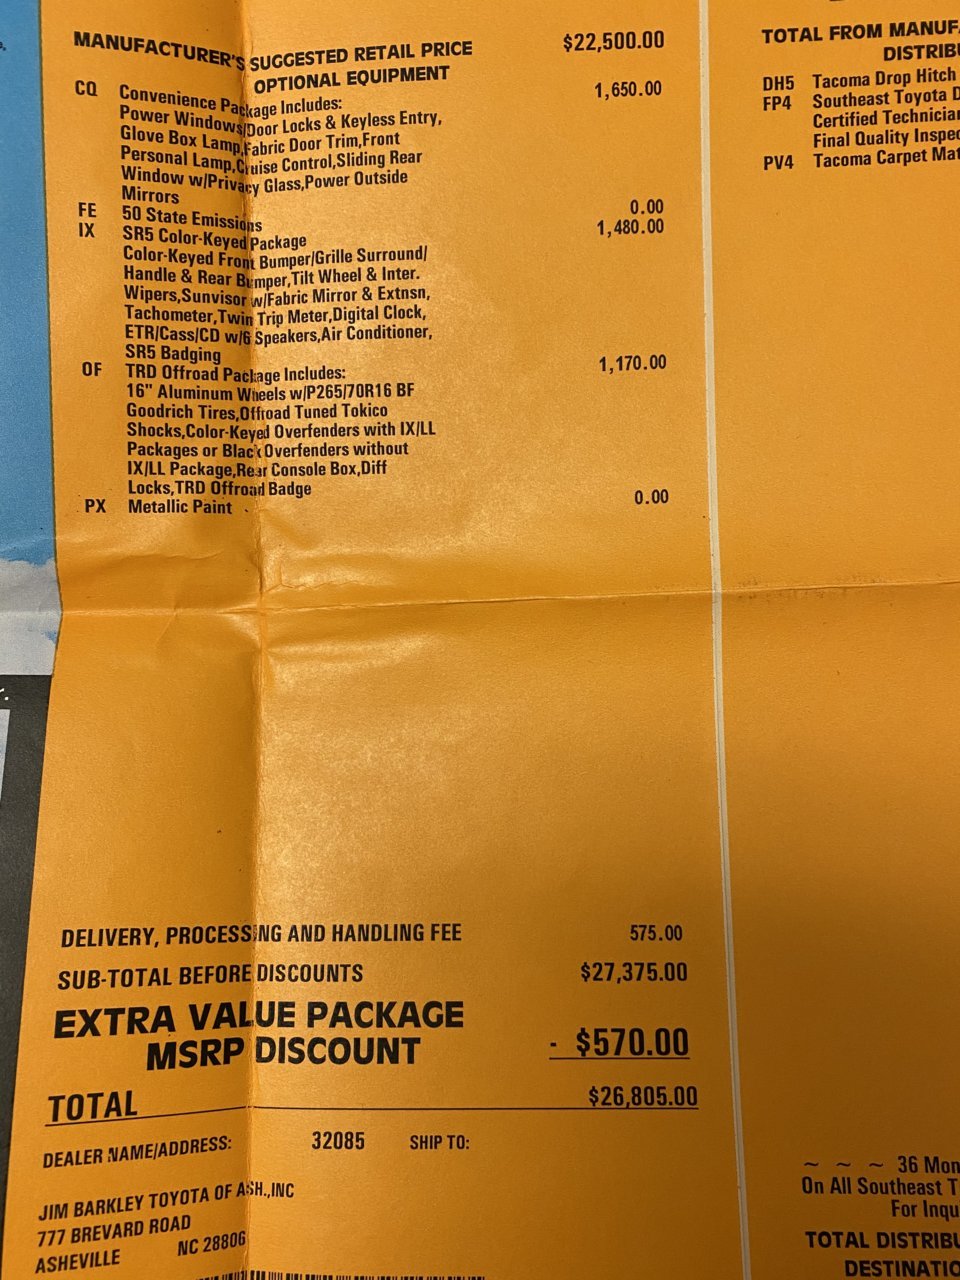 MANUFACTURER'S SUGGESTED RETAIL PRICE $22,500.00
OPTIONAL EQUIPMENT
CQ Convenience Package Includes: 1,650.00
Power Windows/Door Locks & Keyless Entry,
Glove Box Lamp,Fabric Door Trim,Front
Personal Lamp,Cruise Control,Sliding Rear
Window w/Privacy Glass,Power Outside
Mirrors
FE 50 State Emissions 0.00
IX SR5 Color-Keyed Package 1,480.00
Color-Keyed Front Bumper/Grille Surround/
Handle & Rear Bumper,Tilt Wheel & Inter.
Wipers,Sunvisor w/Fabric Mirror & Extnsn,
Tachometer,Twin Trip Meter,Digital Clock,
ETR/Cass/CD w/6 Speakers,Air Conditioner,
SR5 Badging
OF TRD Offroad Package Includes: 1,170.00
16" Aluminum Wheels w/P265/70R16 BF
Goodrich Tires,Offroad Tuned Tokico
Shocks,Color-Keyed Overfenders with IX/LL
Packages or Black Overfenders without
IX/LL Package,Rear Console Box,Diff
Locks,TRD Offroad Badge
PX Metallic Paint 0.00
DELIVERY, PROCESSING AND HANDLING FEE 575.00
SUB-TOTAL BEFORE DISCOUNTS $27,375.00
EXTRA VALUE PACKAGE
MSRP DISCOUNT - $570.00
TOTAL $26,805.00
DEALER NAME/ADDRESS: 32085 SHIP TO:
JIM BARKLEY TOYOTA OF ASH.,INC
777 BREVARD ROAD
ASHEVILLE NC 28806
TOTAL FROM MANUF
DISTRIB
DH5 Tacoma Drop Hitch
FP4 Southeast Toyota D
Certified Technician
Final Quality Inspec
PV4 Tacoma Carpet Mat
~ ~ ~ 36 Mon
On All Southeast T
For Inqu
TOTAL DISTRIBU
DESTINATIO